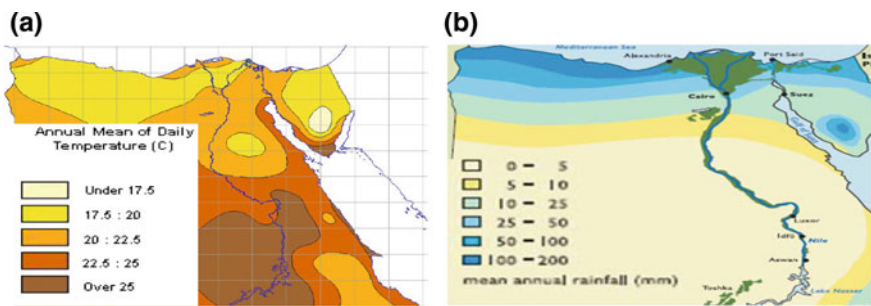 (a)
Annual Mean of Daily
Temperature (C)
Under 17.5
17.5 : 20
20 : 22.5
22.5 : 25
Over 25
(b)
Mediterranean Sea
Alexandria
Port Said
Cairo
Suez
0 – 5
5 – 10
10 – 25
25 – 50
50 – 100
100 – 200
mean annual rainfall (mm)
Luxor
Idfo
Nile
Aswan
Toshka
Lake Nasser